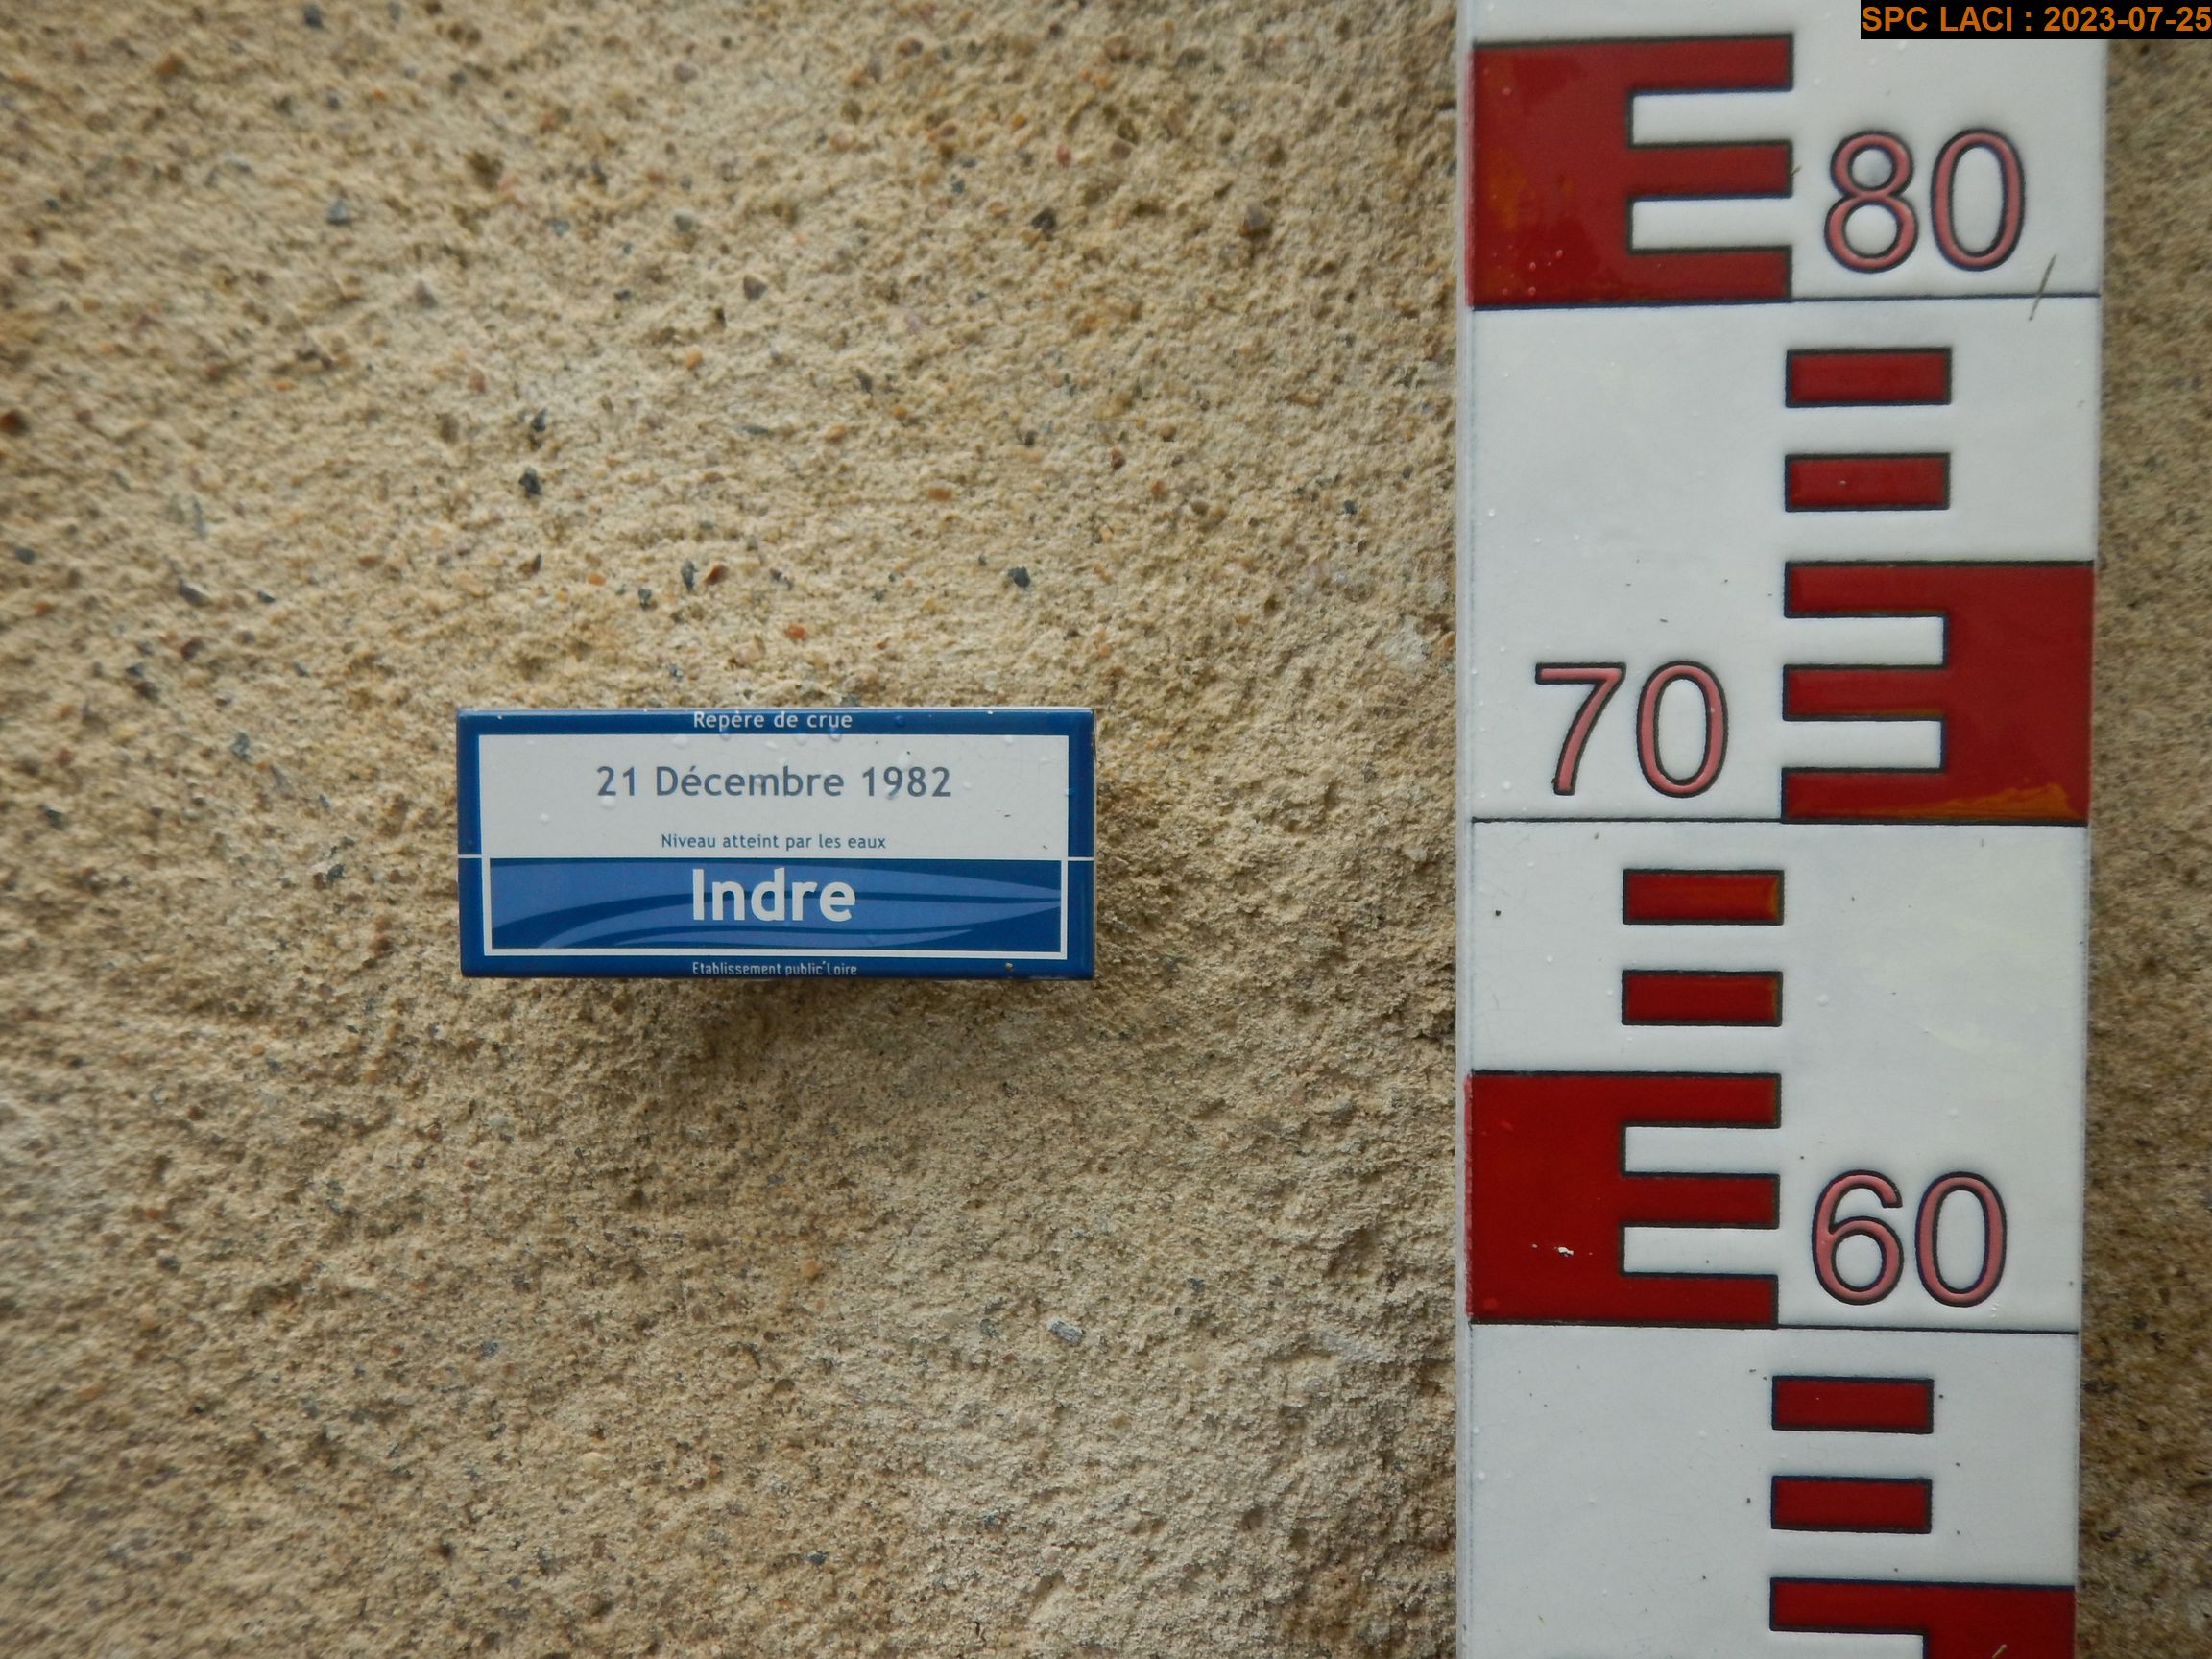 SPC LACI : 2023-07-25
80
70
Repère de crue
21 Décembre 1982
Niveau atteint par les eaux
Indre
Etablissement public Loire
60